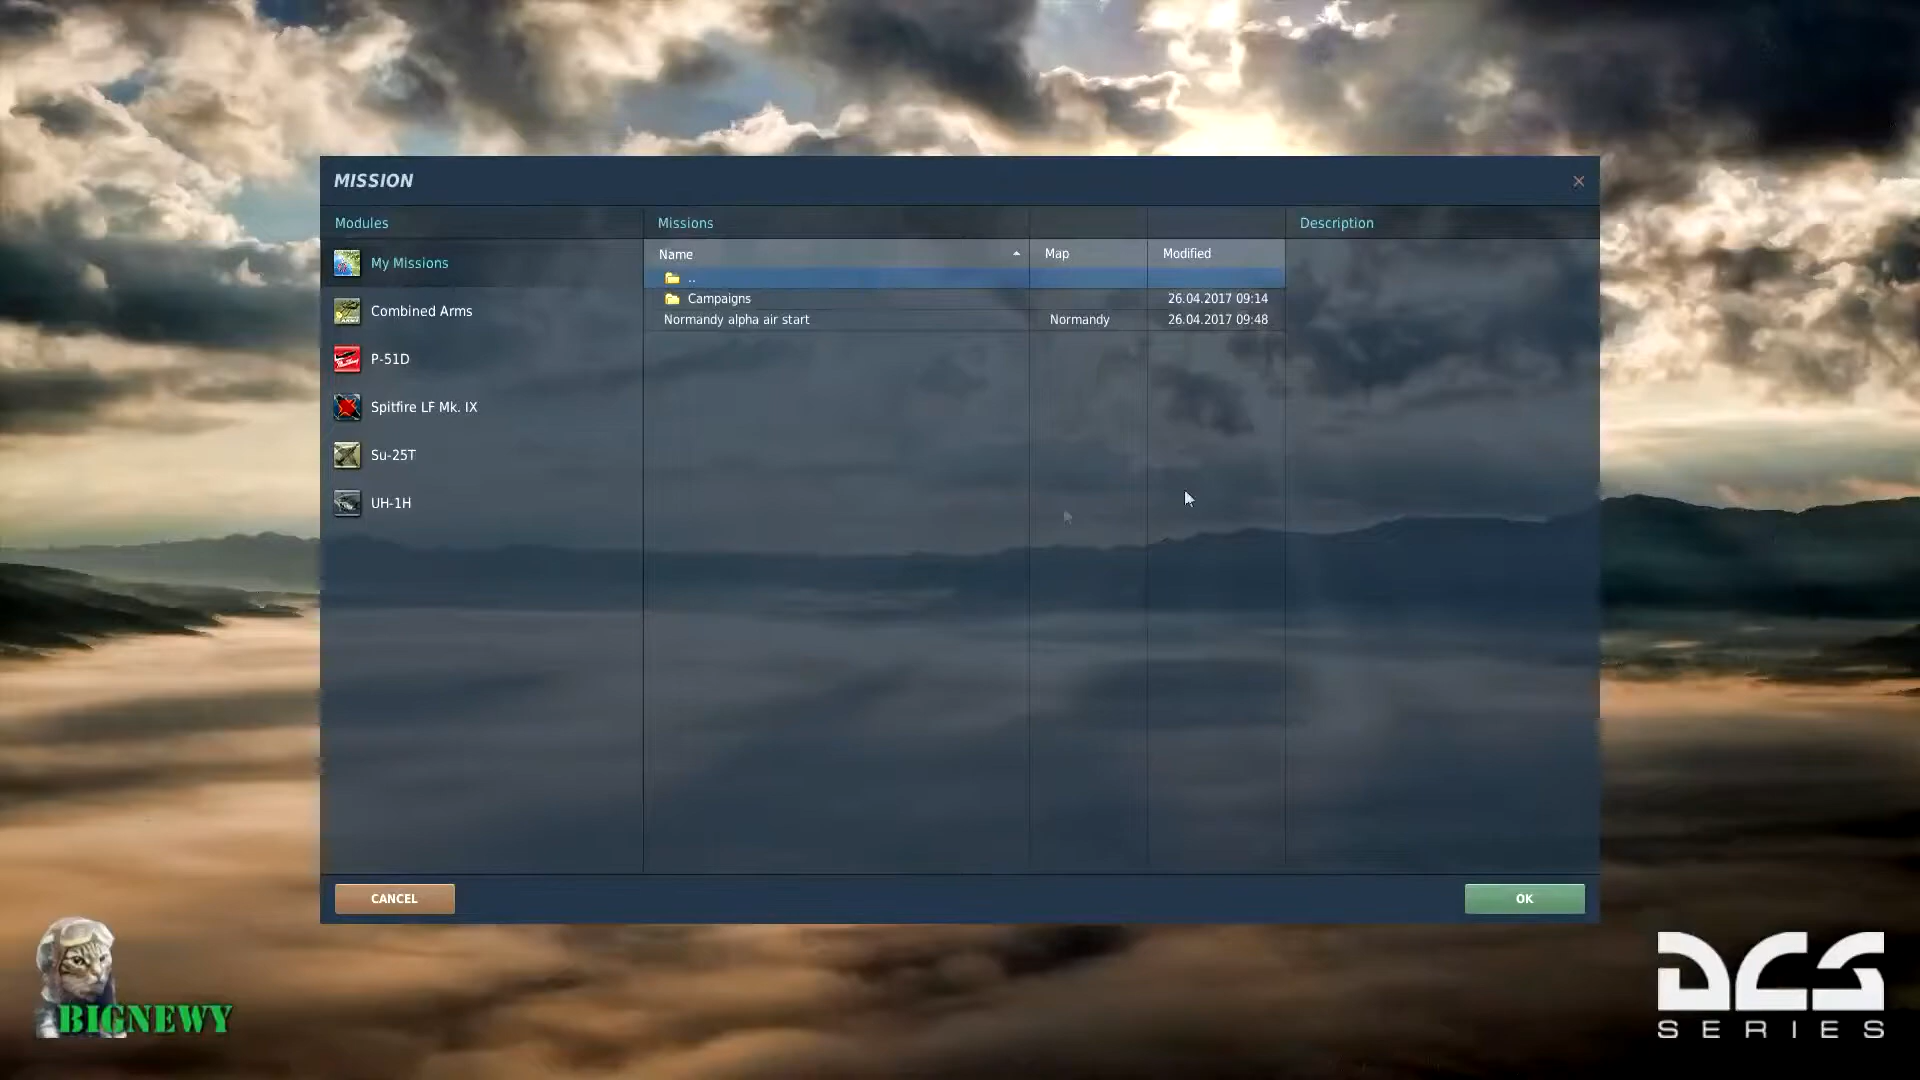 MISSION
Modules
Missions
Description
My Missions
Combined Arms
P-51D
Spitfire LF Mk. IX
Su-25T
UH-1H
Name
Map
Modified
..
Campaigns
26.04.2017 09:14
Normandy alpha air start
Normandy
26.04.2017 09:48
CANCEL
OK
BIGNEWY
DCS
SERIES